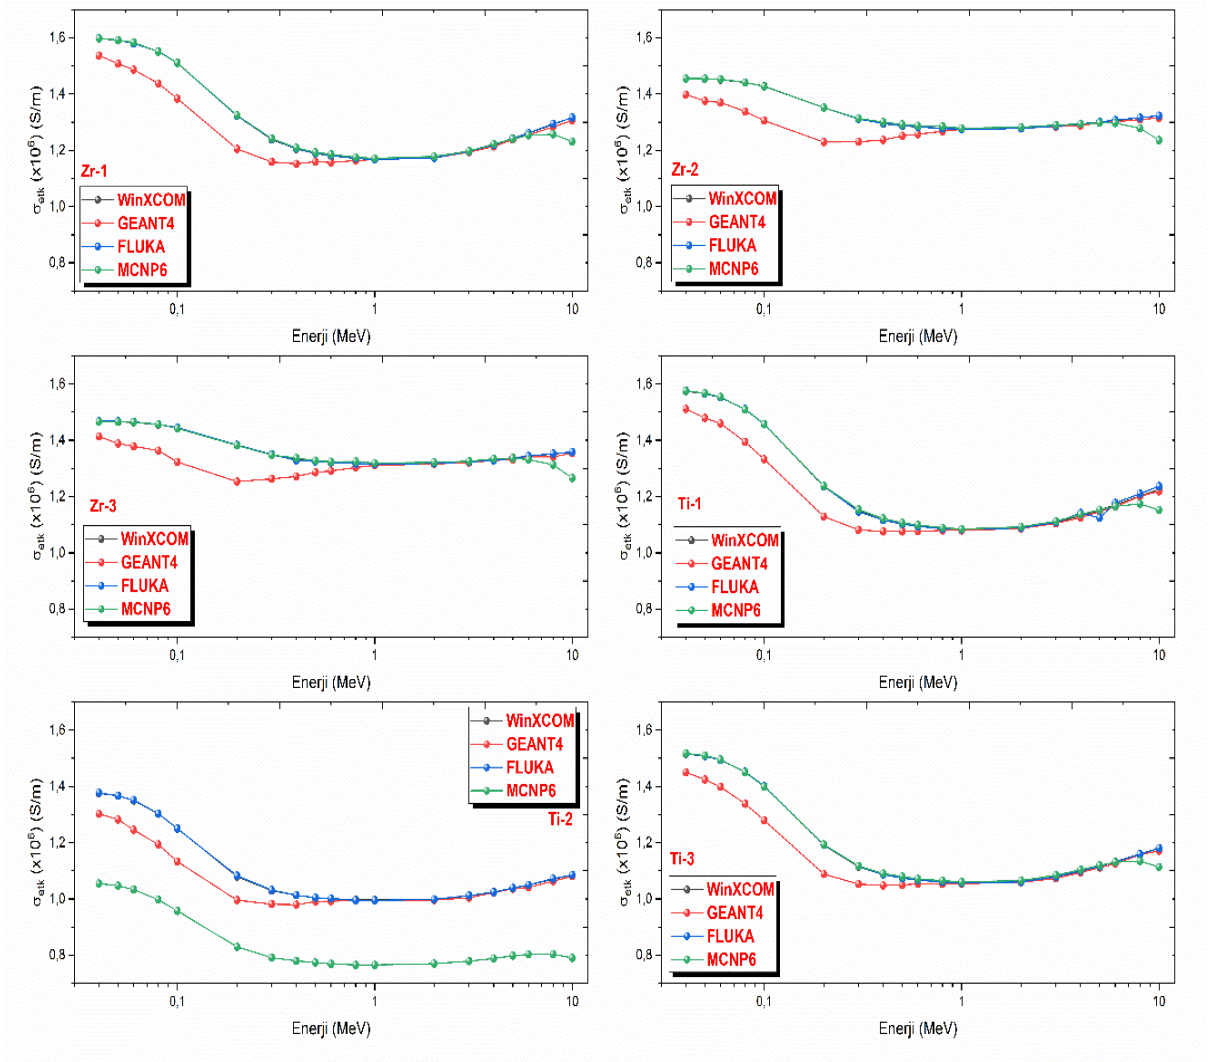 1,6
1,4
1,2
1,0
0,8
σetk (x10⁶) (S/m)
Zr-1
WinXCOM
GEANT4
FLUKA
MCNP6
0,1
1
10
Enerji (MeV)
1,6
1,4
1,2
1,0
0,8
σetk (x10⁶) (S/m)
Zr-2
WinXCOM
GEANT4
FLUKA
MCNP6
0,1
1
10
Enerji (MeV)
1,6
1,4
1,2
1,0
0,8
σetk (x10⁶) (S/m)
Zr-3
WinXCOM
GEANT4
FLUKA
MCNP6
0,1
1
10
Enerji (MeV)
1,6
1,4
1,2
1,0
0,8
σetk (x10⁶) (S/m)
Ti-1
WinXCOM
GEANT4
FLUKA
MCNP6
0,1
1
10
Enerji (MeV)
1,6
1,4
1,2
1,0
0,8
σetk (x10⁶) (S/m)
WinXCOM
GEANT4
FLUKA
MCNP6
Ti-2
0,1
1
10
Enerji (MeV)
1,6
1,4
1,2
1,0
0,8
σetk (x10⁶) (S/m)
Ti-3
WinXCOM
GEANT4
FLUKA
MCNP6
0,1
1
10
Enerji (MeV)